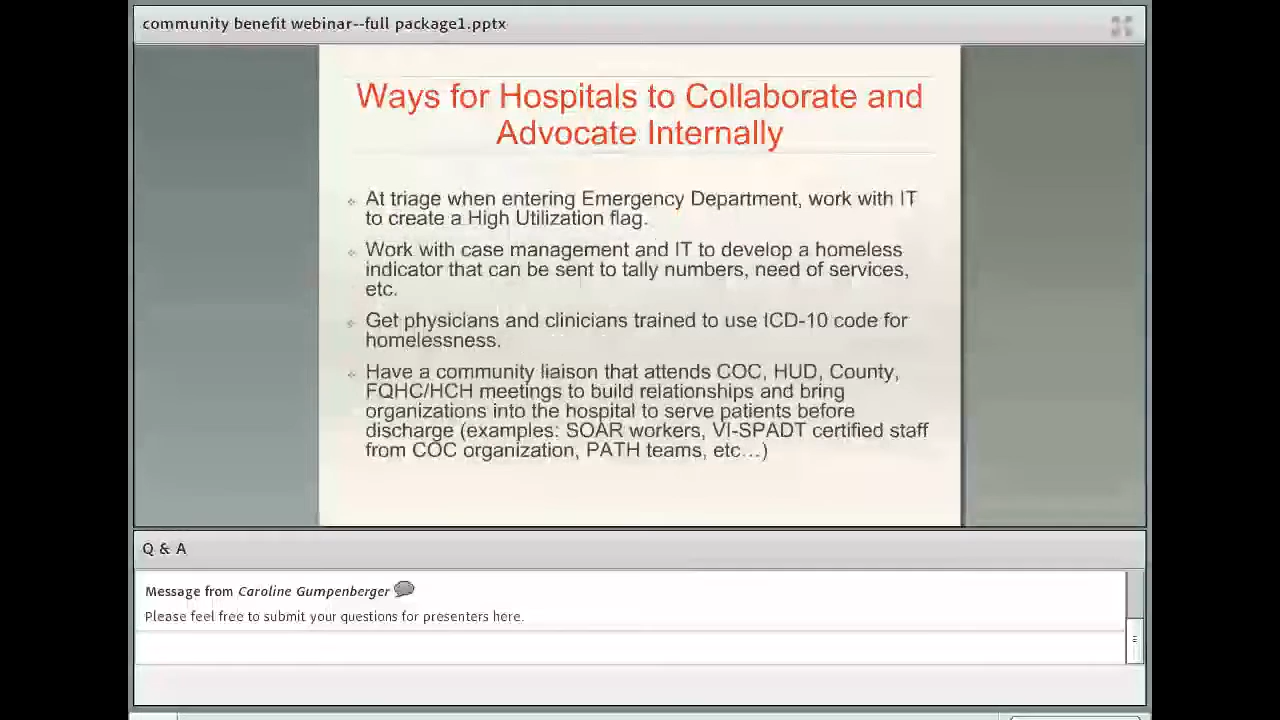 community benefit webinar--full package1.pptx
Ways for Hospitals to Collaborate and
Advocate Internally
At triage when entering Emergency Department, work with IT
to create a High Utilization flag.
Work with case management and IT to develop a homeless
indicator that can be sent to tally numbers, need of services,
etc.
Get physicians and clinicians trained to use ICD-10 code for
homelessness.
Have a community liaison that attends COC, HUD, County,
FQHC/HCH meetings to build relationships and bring
organizations into the hospital to serve patients before
discharge (examples: SOAR workers, VI-SPADT certified staff
from COC organization, PATH teams, etc…)
Q & A
Message from Caroline Gumpenberger
Please feel free to submit your questions for presenters here.